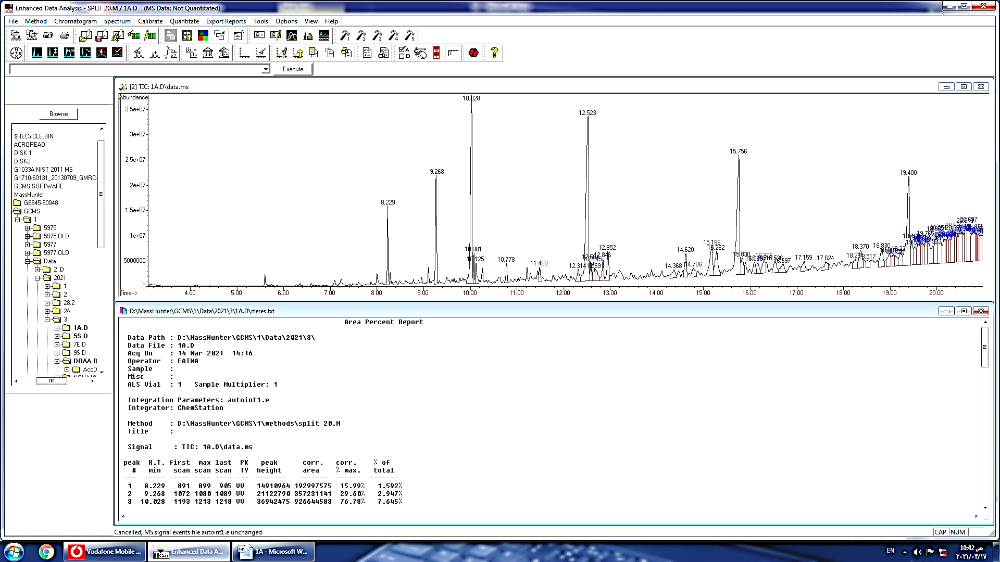 Enhanced Data Analysis - SPLIT 20.M / 1A.D (MS Data: Not Quantitated)
File Method Chromatogram Spectrum Calibrate Quantitate Export Reports Tools Options View Help
Execute
[2] TIC: 1A.D\data.ms
Browse
$RECYCLE.BIN
ACROREAD
DISK 1
DISK2
G1033A NIST 2011 MS
G1710-60131_20130709_GMRC-
GCMS SOFTWARE
MassHunter
G6845-60048
GCMS
1
5975
5975.OLD
5977
5977.OLD
Data
2.D
2021
1
2
28.2
2A
3
1A.D
5S.D
7E.D
9S.D
DOAA.D
AcqD
Abundance
3.5e+07
3e+07
2.5e+07
2e+07
1.5e+07
1e+07
5000000
0
Time-->
4.00 5.00 6.00 7.00 8.00 9.00 10.00 11.00 12.00 13.00 14.00 15.00 16.00 17.00 18.00 19.00 20.00
8.229
9.268
10.028
10.081
10.125
10.778
11.489
12.314
12.523
12.952
14.368
14.620
14.786
15.186
15.282
15.756
15.830
17.159
17.624
18.370
18.517
18.830
19.400
D:\MassHunter\GCMS\1\Data\2021\3\1A.D\rteres.txt
Area Percent Report
Data Path : D:\MassHunter\GCMS\1\Data\2021\3\
Data File : 1A.D
Acq On : 14 Mar 2021 14:16
Operator : FATMA
Sample :
Misc :
ALS Vial : 1 Sample Multiplier: 1
Integration Parameters: autoint1.e
Integrator: ChemStation
Method : D:\MassHunter\GCMS\1\methods\split 20.M
Title :
Signal : TIC: 1A.D\data.ms
peak R.T. first max last PK peak corr. corr. % of
# min scan scan scan TY height area % max. total
--- ----- ----- ---- ---- --- ------- ------- ------ -------
1 8.229 891 899 905 VV 14910964 192997575 15.99% 1.592%
2 9.268 1072 1080 1089 VV 21122790 357231141 29.60% 2.947%
3 10.028 1193 1213 1218 VV 36942475 926644583 76.78% 7.645%
Cancelled; MS signal events file autoint1.e unchanged
CAP NUM
Vodafone Mobile ...
Enhanced Data A...
1A - Microsoft W...
EN
10:42 ص
٢٠٢١/٠٣/١٧